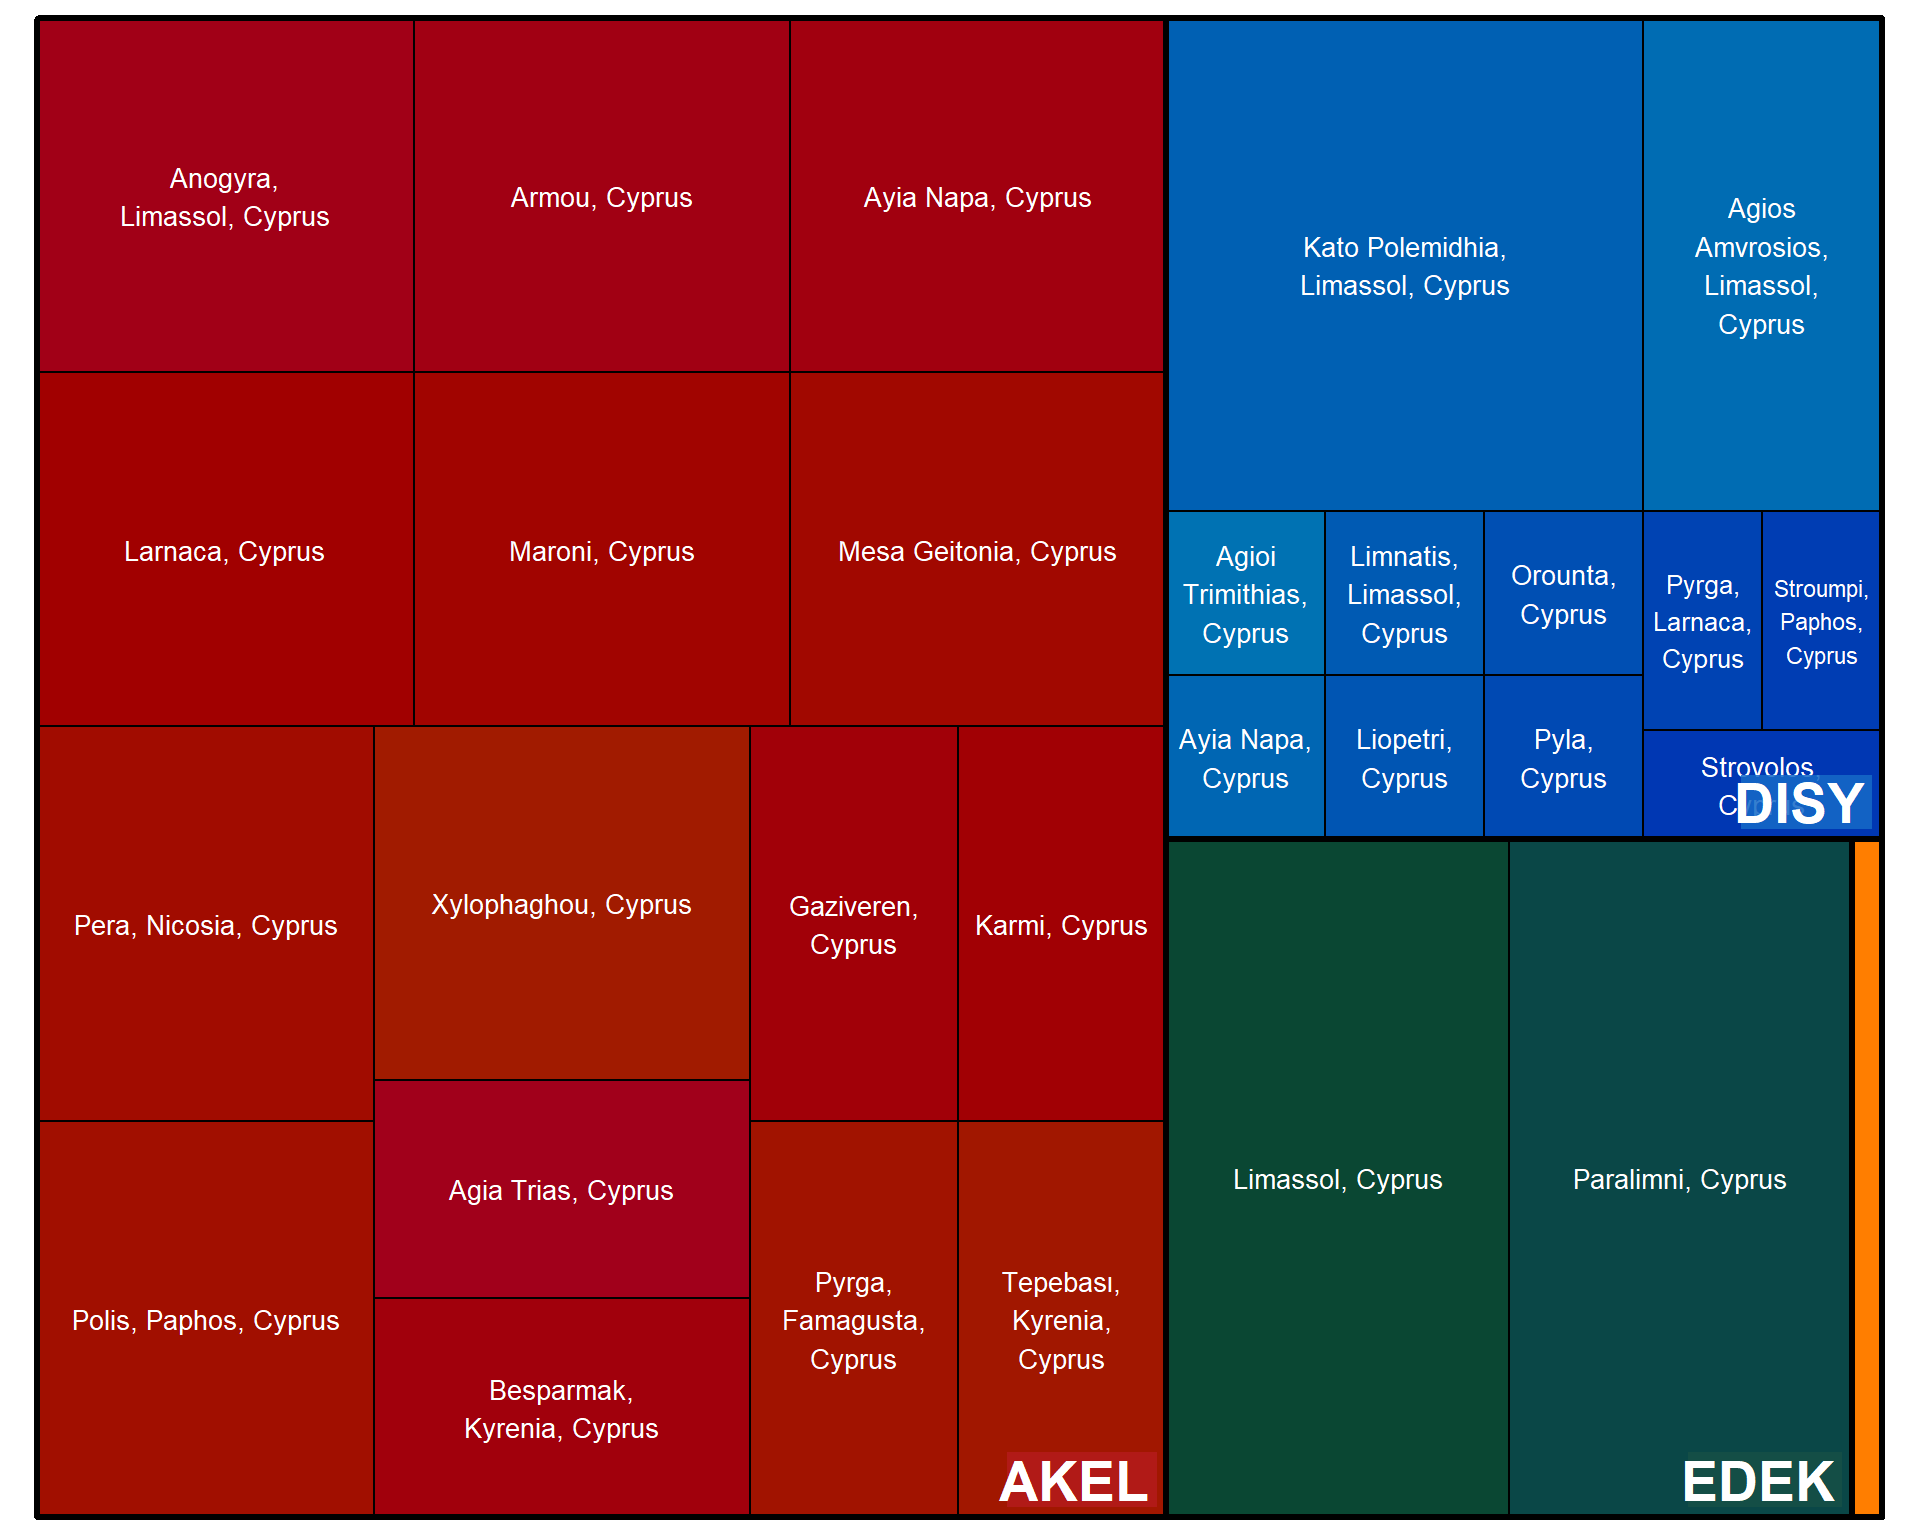 Anogyra,
Limassol, Cyprus
Armou, Cyprus
Ayia Napa, Cyprus
Larnaca, Cyprus
Maroni, Cyprus
Mesa Geitonia, Cyprus
Pera, Nicosia, Cyprus
Xylophaghou, Cyprus
Gaziveren,
Cyprus
Karmi, Cyprus
Polis, Paphos, Cyprus
Agia Trias, Cyprus
Besparmak,
Kyrenia, Cyprus
Pyrga,
Famagusta,
Cyprus
Tepebası,
Kyrenia,
Cyprus
AKEL
Kato Polemidhia,
Limassol, Cyprus
Agios
Amvrosios,
Limassol,
Cyprus
Agioi
Trimithias,
Cyprus
Limnatis,
Limassol,
Cyprus
Orounta,
Cyprus
Pyrga,
Larnaca,
Cyprus
Stroumpi,
Paphos,
Cyprus
Ayia Napa,
Cyprus
Liopetri,
Cyprus
Pyla,
Cyprus
Strovolos,
Cyprus
DISY
Limassol, Cyprus
Paralimni, Cyprus
EDEK